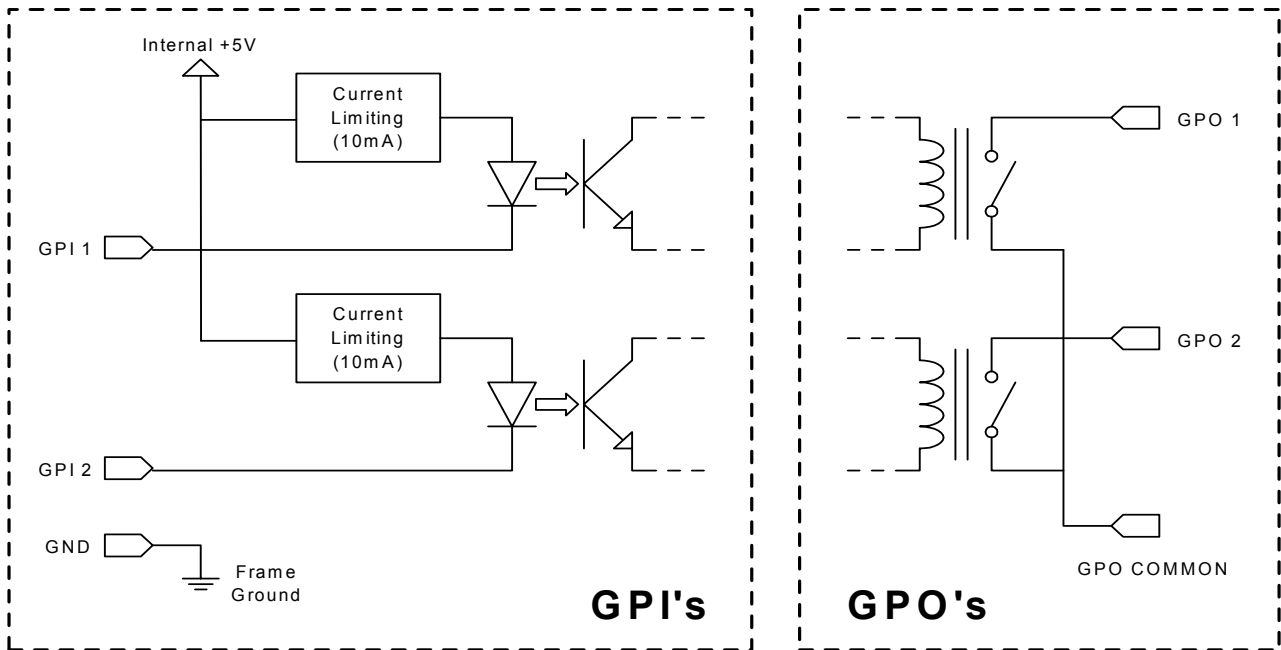 Internal +5V
Current
Limiting
(10mA)
GPI 1
Current
Limiting
(10mA)
GPI 2
GND
Frame
Ground
GPI's
GPO 1
GPO 2
GPO COMMON
GPO's